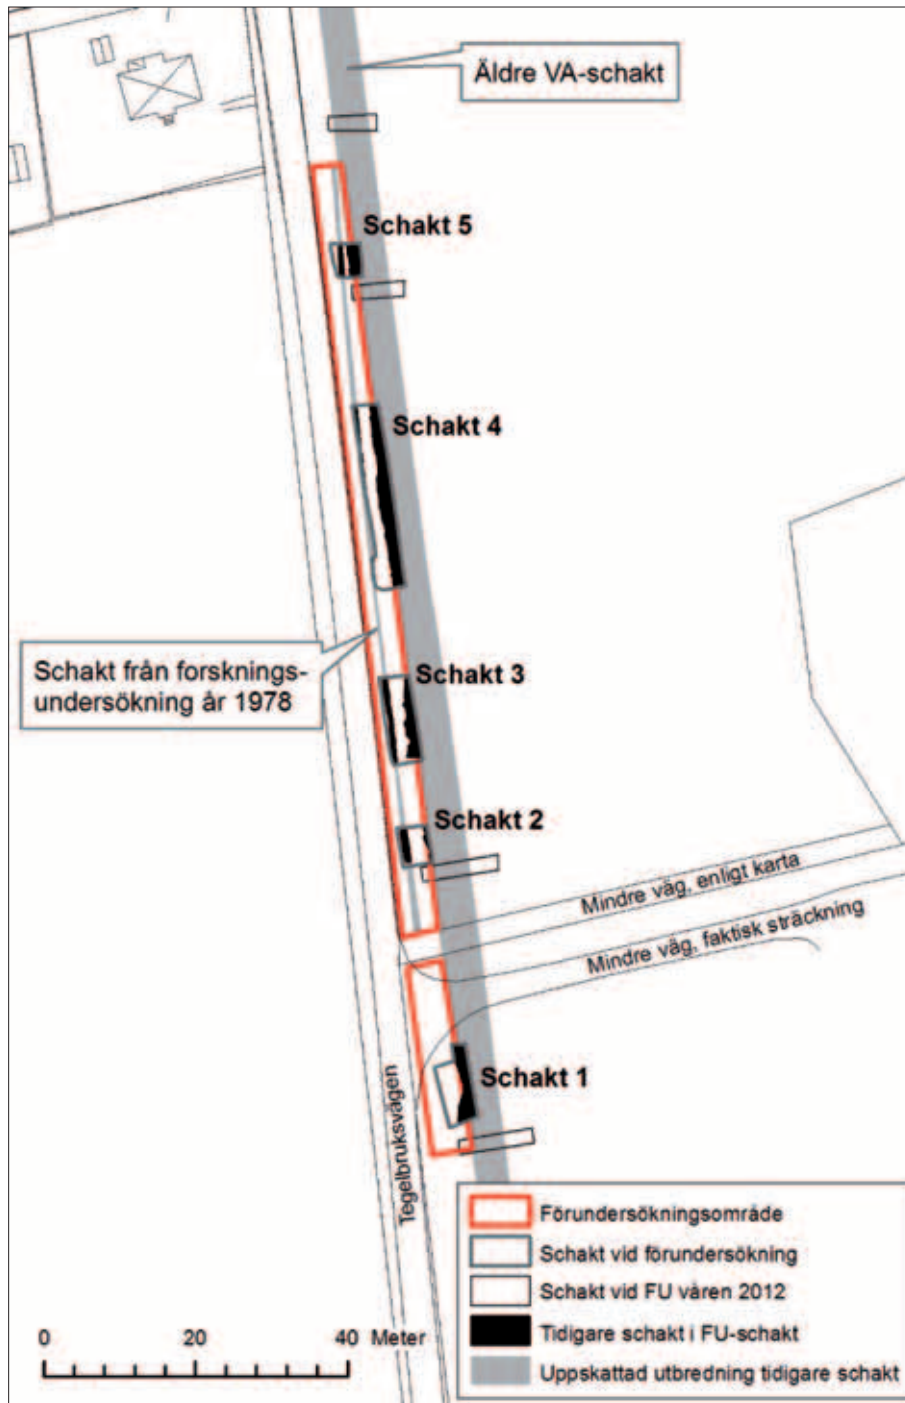 Äldre VA-schakt
Schakt 5
Schakt 4
Schakt från forsknings-
undersökning år 1978
Schakt 3
Schakt 2
Mindre väg, enligt karta
Mindre väg, faktisk sträckning
Schakt 1
Tegelbruksvägen
Förundersökningsområde
Schakt vid förundersökning
Schakt vid FU våren 2012
Tidigare schakt i FU-schakt
Uppskattad utbredning tidigare schakt
0 20 40 Meter